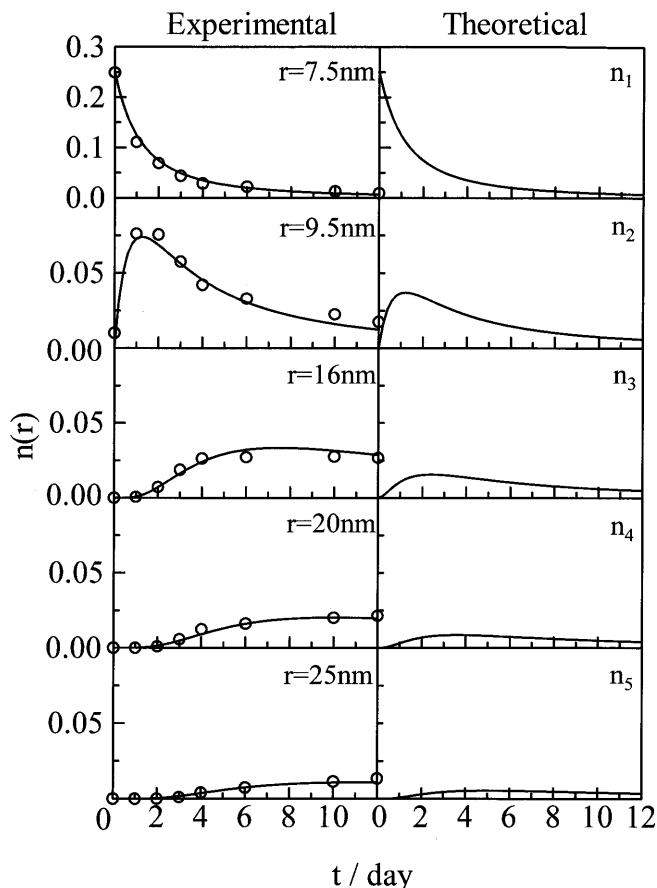 Experimental Theoretical
0.3
0.2
0.1
0.0
r=7.5nm n1
0.05
0.00
r=9.5nm n2
r=16nm n3
0.05
0.00
r=20nm n4
0.05
0.00
r=25nm n5
0.05
0.00
n(r)
0 2 4 6 8 10 0 2 4 6 8 10 12
t / day